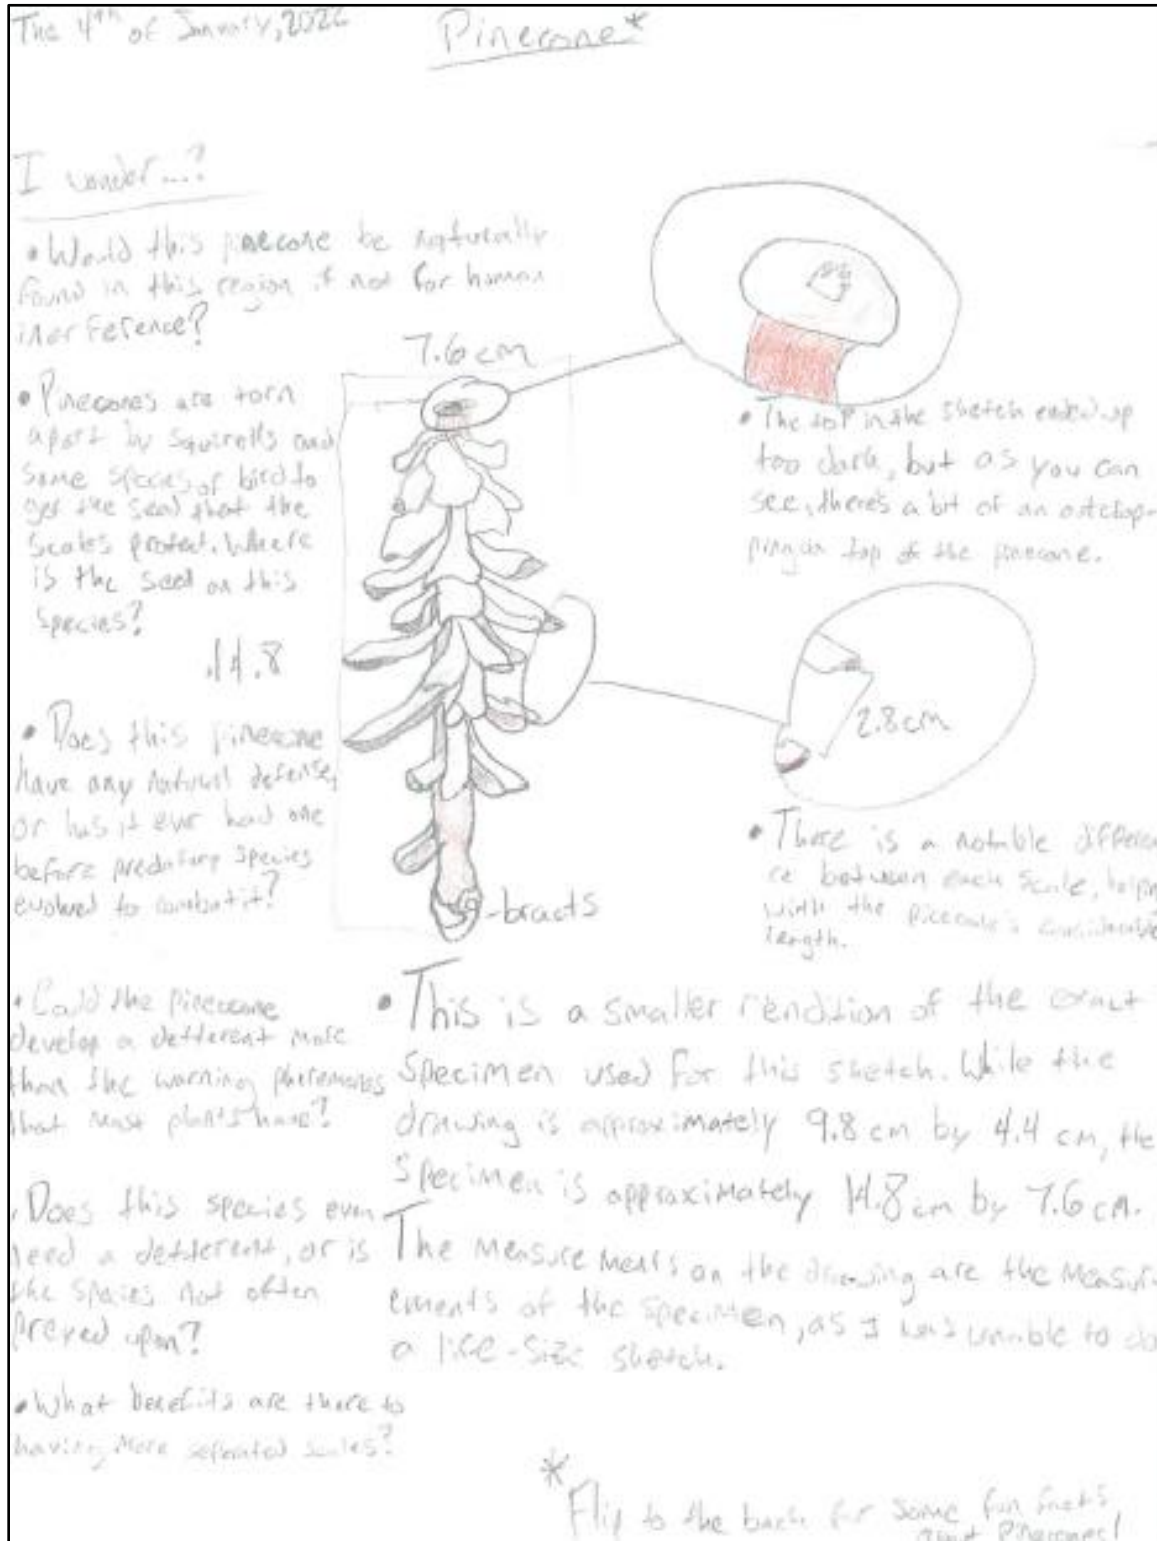 The 4th of January, 2022
Pinecone*
I wonder...?
• Would this pinecone be naturally
found in this region if not for human
inerference?
7.6 cm
• Pinecones are torn
apart by squirells and
some species of bird to
get the seed that the
scales protect. Where
is the seed on this
species?
14.8
• Does this pinecone
have any natural defense,
or has it ever had one
before predatory species
evolved to combat it?
• Could the pinecone
develop a detterent more
than the warning pheremones
that most plants have?
• Does this species even
need a detterent, or is
the species not often
preyed upon?
• What benefits are there to
having more seperated scales?
• The top in the sketch ended up
too dark, but as you can
see, there's a bit of an
on top of the pinecone.
2.8 cm
• There is a notable differen-
ce between each scale,
with the pinecone's considerable
length.
-bracts
• This is a smaller rendition of the exact
specimen used for this sketch. While the
drawing is approximately 9.8 cm by 4.4 cm, the
specimen is approximately 14.8 cm by 7.6 cm.
The measurements on the drawing are the measur-
ements of the specimen, as I was unable to do
a life-size sketch.
* Flip to the back for some fun facts
about Pinecones!